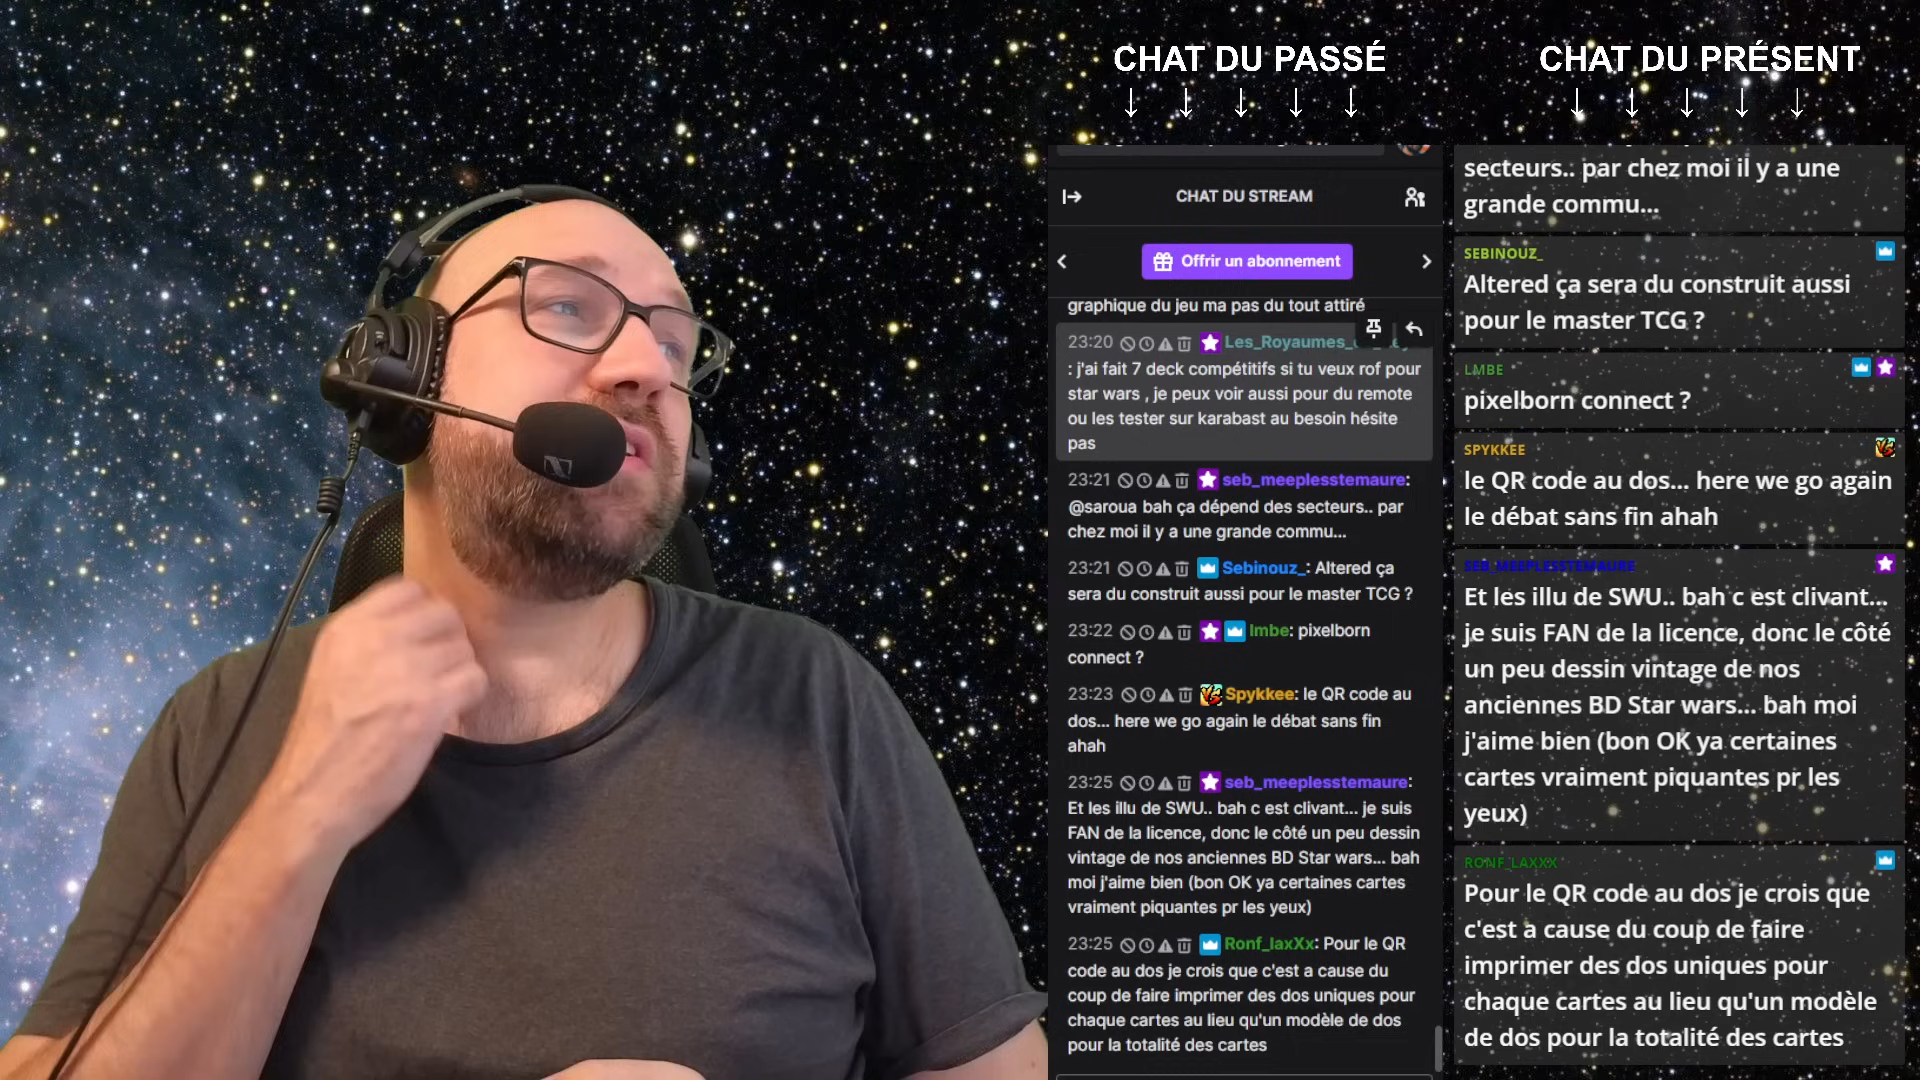 CHAT DU PASSÉ
↓ ↓ ↓ ↓ ↓
CHAT DU STREAM
Offrir un abonnement
graphique du jeu ma pas du tout attiré
23:20 Les_Royaumes_
: j'ai fait 7 deck compétitifs si tu veux rof pour
star wars , je peux voir aussi pour du remote
ou les tester sur karabast au besoin hésite
pas
23:21 seb_meeplesstemaure:
@saroua bah ça dépend des secteurs.. par
chez moi il y a une grande commu...
23:21 Sebinouz_: Altered ça
sera du construit aussi pour le master TCG ?
23:22 lmbe: pixelborn
connect ?
23:23 Spykkee: le QR code au
dos... here we go again le débat sans fin
ahah
23:25 seb_meeplesstemaure:
Et les illu de SWU.. bah c est clivant... je suis
FAN de la licence, donc le côté un peu dessin
vintage de nos anciennes BD Star wars... bah
moi j'aime bien (bon OK ya certaines cartes
vraiment piquantes pr les yeux)
23:25 Ronf_laxXx: Pour le QR
code au dos je crois que c'est a cause du
coup de faire imprimer des dos uniques pour
chaque cartes au lieu qu'un modèle de dos
pour la totalité des cartes
CHAT DU PRÉSENT
↓ ↓ ↓ ↓ ↓
secteurs.. par chez moi il y a une
grande commu...
SEBINOUZ_
Altered ça sera du construit aussi
pour le master TCG ?
LMBE
pixelborn connect ?
SPYKKEE
le QR code au dos... here we go again
le débat sans fin ahah
SEB_MEEPLESSTEMAURE
Et les illu de SWU.. bah c est clivant...
je suis FAN de la licence, donc le côté
un peu dessin vintage de nos
anciennes BD Star wars... bah moi
j'aime bien (bon OK ya certaines
cartes vraiment piquantes pr les
yeux)
RONF_LAXXX
Pour le QR code au dos je crois que
c'est a cause du coup de faire
imprimer des dos uniques pour
chaque cartes au lieu qu'un modèle
de dos pour la totalité des cartes